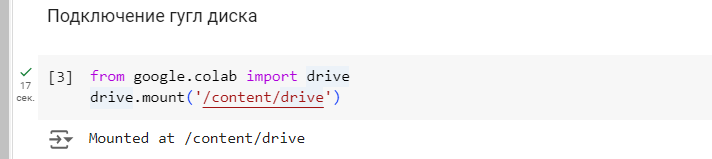 Подключение гугл диска
[3] from google.colab import drive
17
сек.
drive.mount('/content/drive')
Mounted at /content/drive